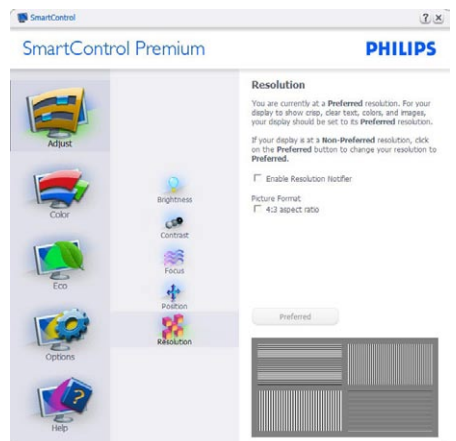 SmartControl
SmartControl Premium
PHILIPS
Adjust
Color
Eco
Options
Help
Brightness
Contrast
Focus
Position
Resolution
Resolution
You are currently at a Preferred resolution. For your
display to show crisp, clear text, colors, and images,
your display should be set to its Preferred resolution.
If your display is at a Non-Preferred resolution, click
on the Preferred button to change your resolution to
Preferred.
Enable Resolution Notifier
Picture Format
4:3 aspect ratio
Preferred